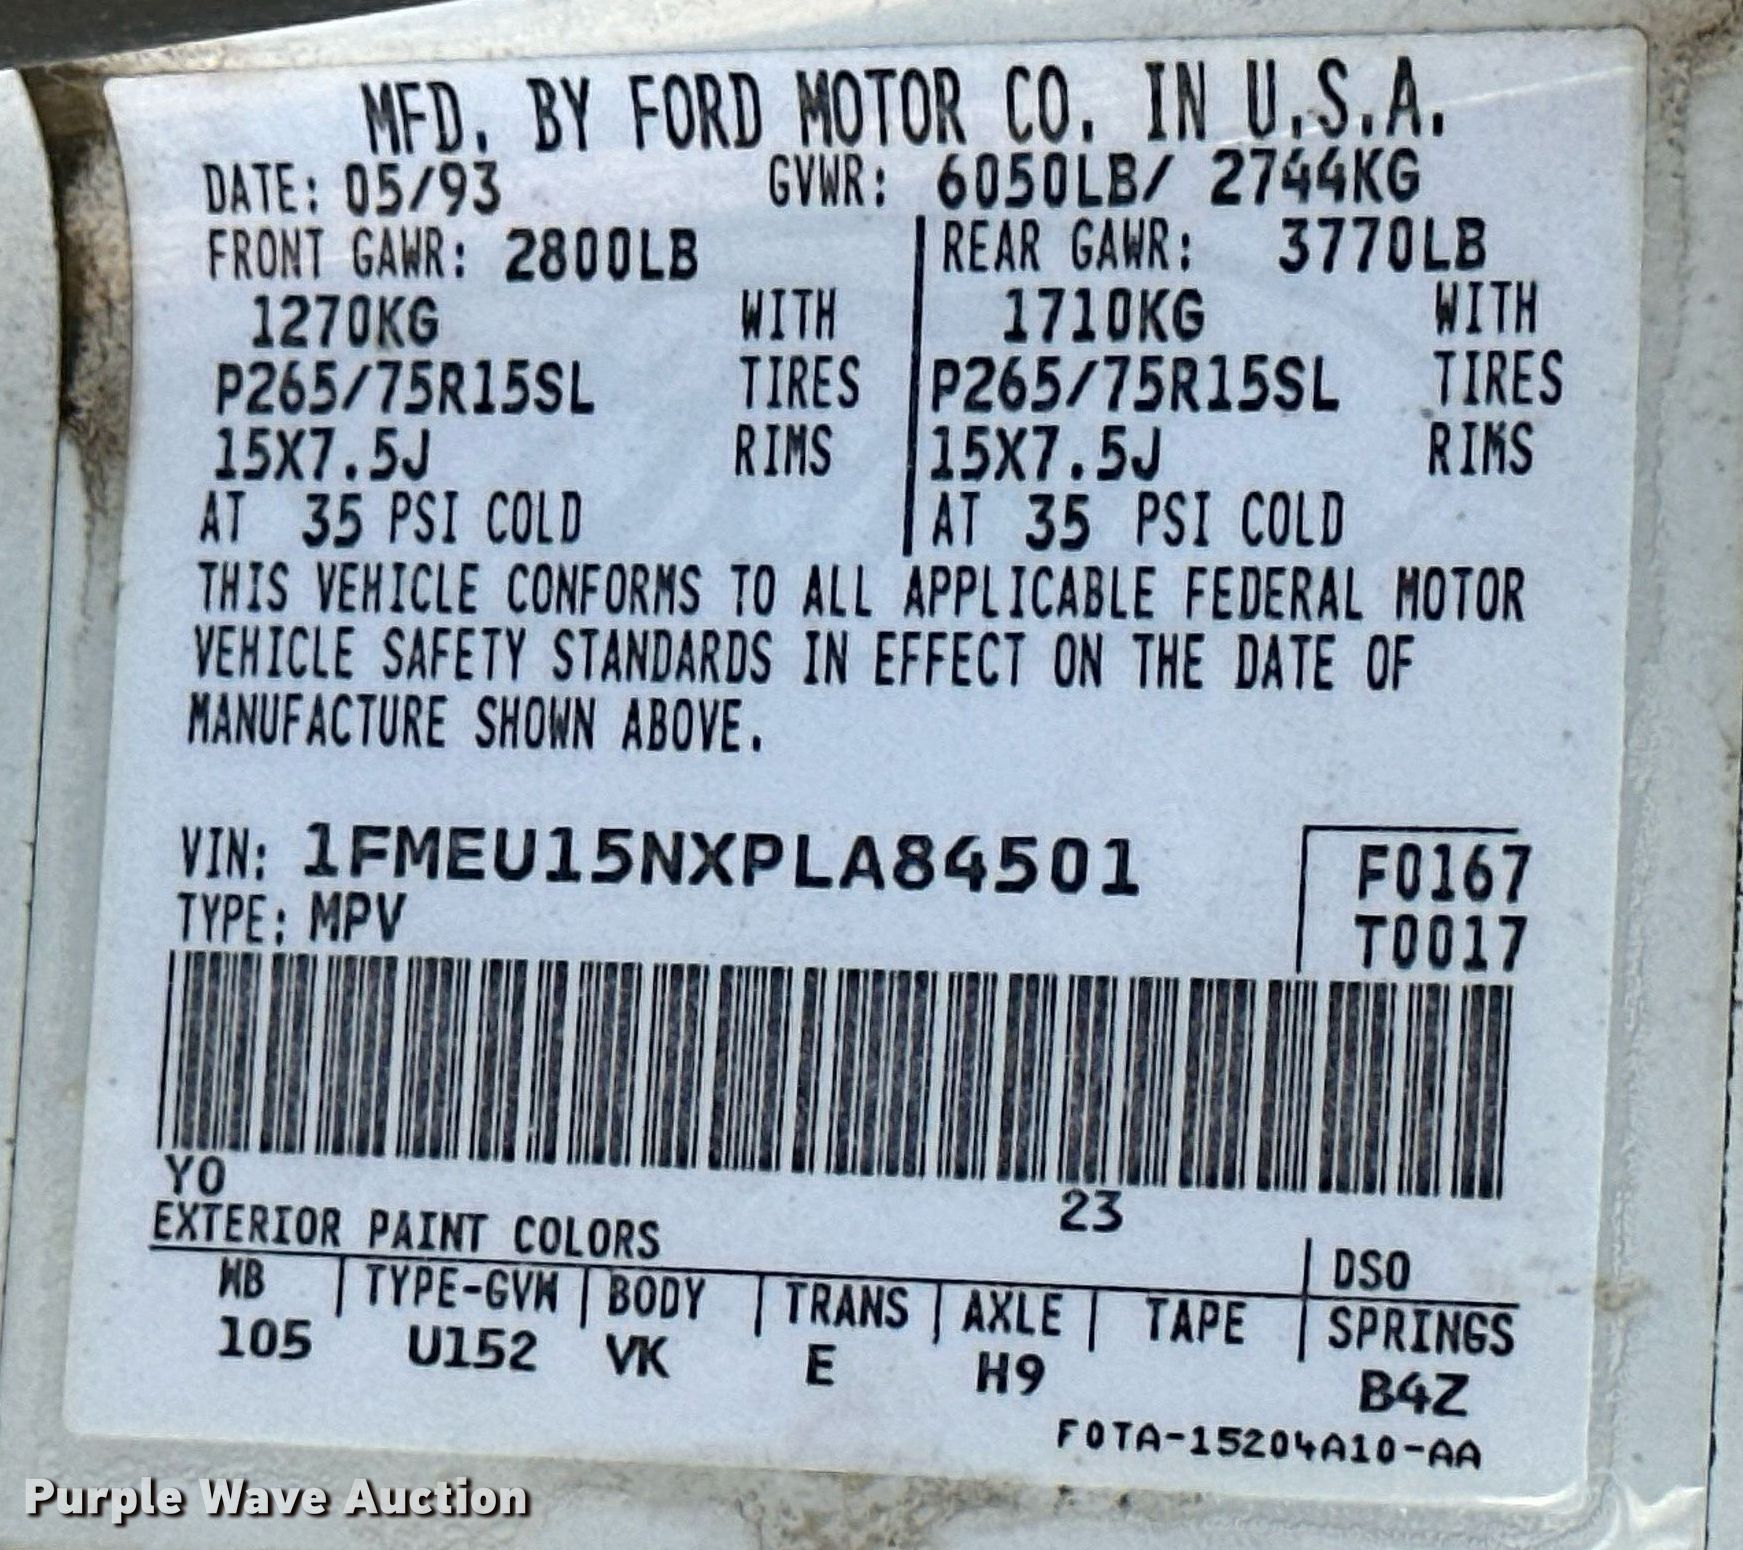 MFD. BY FORD MOTOR CO. IN U.S.A.
DATE: 05/93 GVWR: 6050LB/ 2744KG
FRONT GAWR: 2800LB REAR GAWR: 3770LB
1270KG WITH 1710KG WITH
P265/75R15SL TIRES P265/75R15SL TIRES
15X7.5J RIMS 15X7.5J RIMS
AT 35 PSI COLD AT 35 PSI COLD
THIS VEHICLE CONFORMS TO ALL APPLICABLE FEDERAL MOTOR
VEHICLE SAFETY STANDARDS IN EFFECT ON THE DATE OF
MANUFACTURE SHOWN ABOVE.
VIN: 1FMEU15NXPLA84501 F0167
TYPE: MPV T0017
YO 23
EXTERIOR PAINT COLORS DSO
WB TYPE-GVW BODY TRANS AXLE TAPE SPRINGS
105 U152 VK E H9 B4Z
F0TA-15204A10-AA
Purple Wave Auction